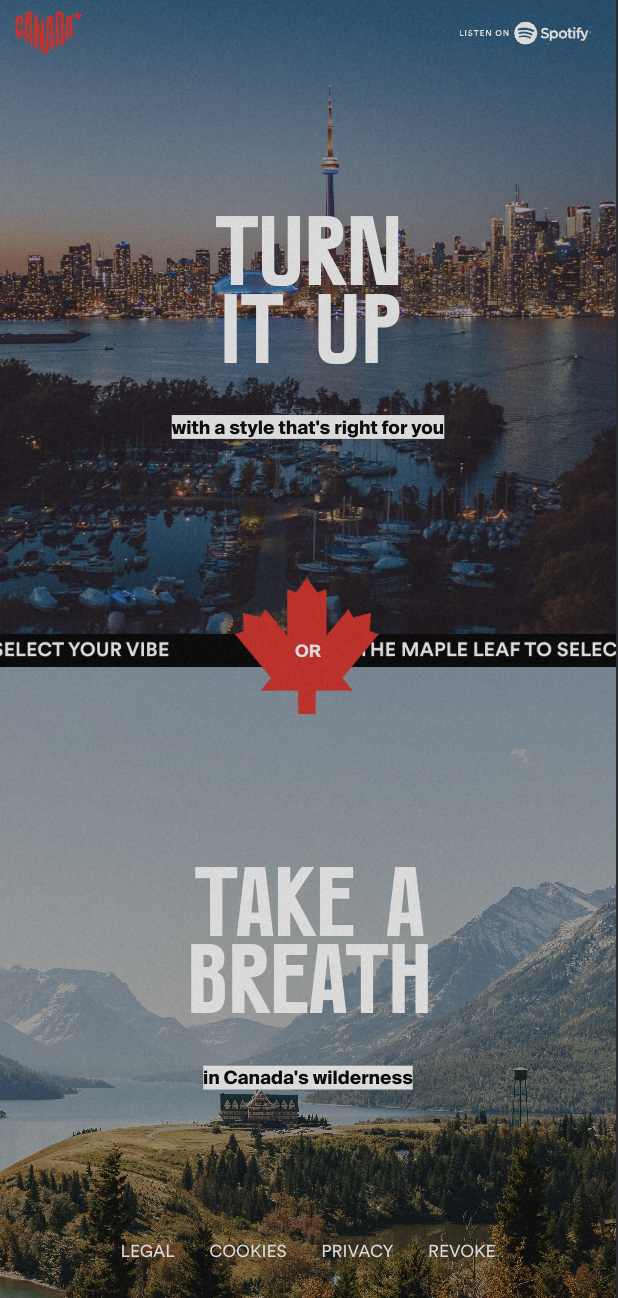 CANADA
LISTEN ON Spotify
TURN
IT UP
with a style that's right for you
SELECT YOUR VIBE
OR
THE MAPLE LEAF TO SELEC
TAKE A
BREATH
in Canada's wilderness
LEGAL COOKIES PRIVACY REVOKE